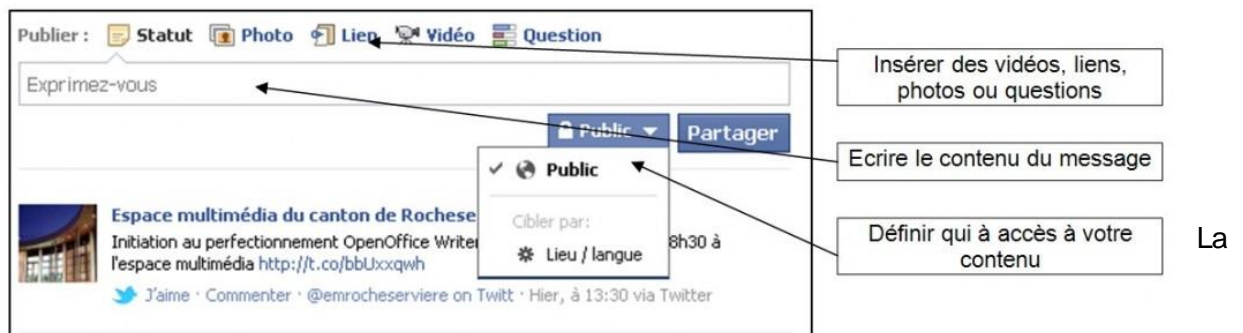 Publier : Statut Photo Lien Vidéo Question
Exprimez-vous
Public Partager
Public
Cibler par:
Lieu / langue
Espace multimédia du canton de Rochese
Initiation au perfectionnement OpenOffice Writer 8h30 à
l'espace multimédia http://t.co/bbUxxqwh
J'aime · Commenter · @emrocheserviere on Twitt · Hier, à 13:30 via Twitter
Insérer des vidéos, liens,
photos ou questions
Ecrire le contenu du message
Définir qui à accès à votre
contenu
La